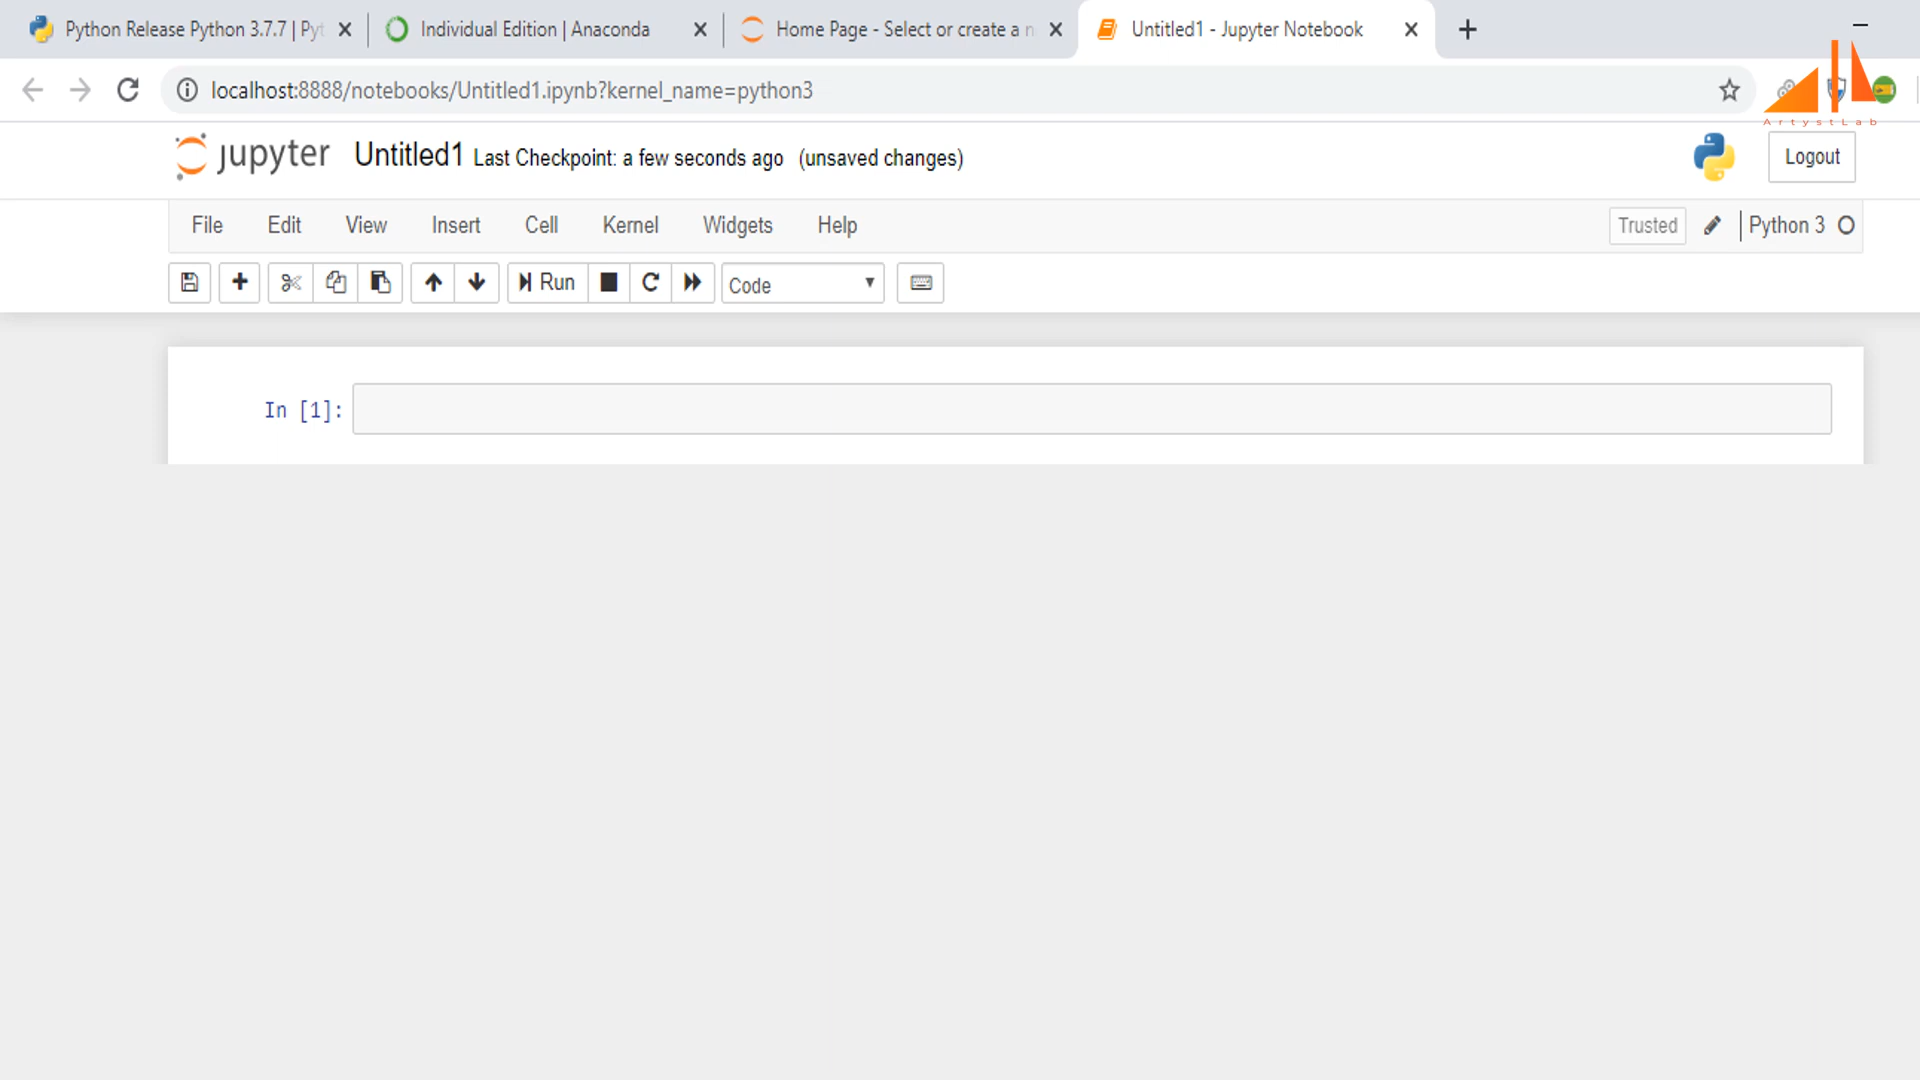 Python Release Python 3.7.7 | Pyt
Individual Edition | Anaconda
Home Page - Select or create a n
Untitled1 - Jupyter Notebook
localhost:8888/notebooks/Untitled1.ipynb?kernel_name=python3
ArtystLab
jupyter Untitled1 Last Checkpoint: a few seconds ago (unsaved changes)
Logout
File Edit View Insert Cell Kernel Widgets Help
Trusted Python 3
Run Code
In [1]: